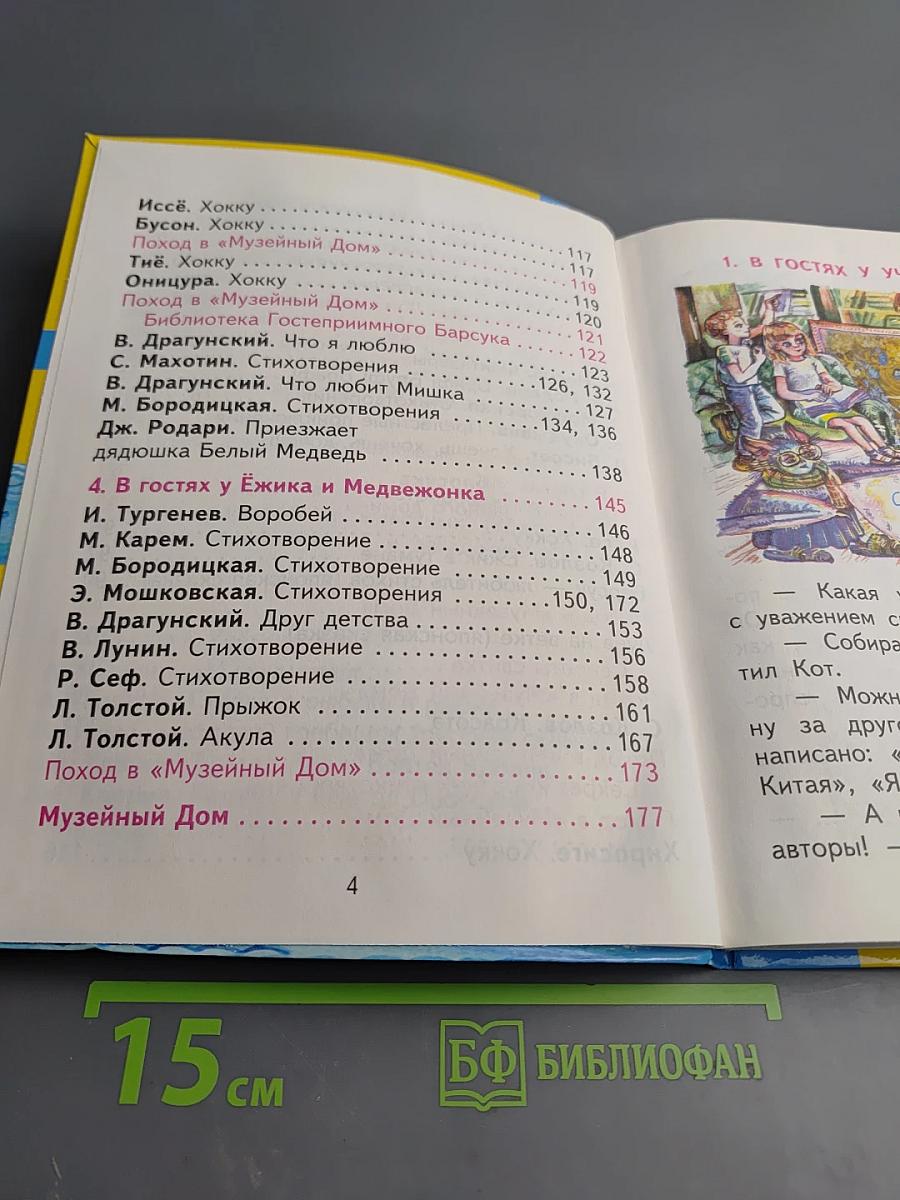 Иссё. Хокку . . . . . . . . . . 117
Бусон. Хокку . . . . . . . . . . 117
Поход в «Музейный Дом» . . . . . . . . . . 119
Тиё. Хокку . . . . . . . . . . 119
Оницура. Хокку . . . . . . . . . . 120
Поход в «Музейный Дом» . . . . . . . . . . 121
Библиотека Гостеприимного Барсука . . . . . . 122
В. Драгунский. Что я люблю . . . . . . . . . . 123
С. Махотин. Стихотворения . . . . . . . . . . 126, 132
В. Драгунский. Что любит Мишка . . . . . . . . . . 127
М. Бородицкая. Стихотворения . . . . . . . . 134, 136
Дж. Родари. Приезжает
дядюшка Белый Медведь . . . . . . . . . . 138
4. В гостях у Ёжика и Медвежонка . . . . . . . . 145
И. Тургенев. Воробей . . . . . . . . . . 146
М. Карем. Стихотворение . . . . . . . . . . 148
М. Бородицкая. Стихотворение . . . . . . . . . . 149
Э. Мошковская. Стихотворения . . . . . . . . 150, 172
В. Драгунский. Друг детства . . . . . . . . . . 153
В. Лунин. Стихотворение . . . . . . . . . . 156
Р. Сеф. Стихотворение . . . . . . . . . . 158
Л. Толстой. Прыжок . . . . . . . . . . 161
Л. Толстой. Акула . . . . . . . . . . 167
Поход в «Музейный Дом» . . . . . . . . . . 173
Музейный Дом . . . . . . . . . . 177
4
1. В ГОСТЯХ У УЧ
— Какая
с уважением с
— Собира
тил Кот.
— Можн
ну за друго
написано: «
Китая», «Я
— А
авторы! —
15 см
БФ БИБЛИОФАН